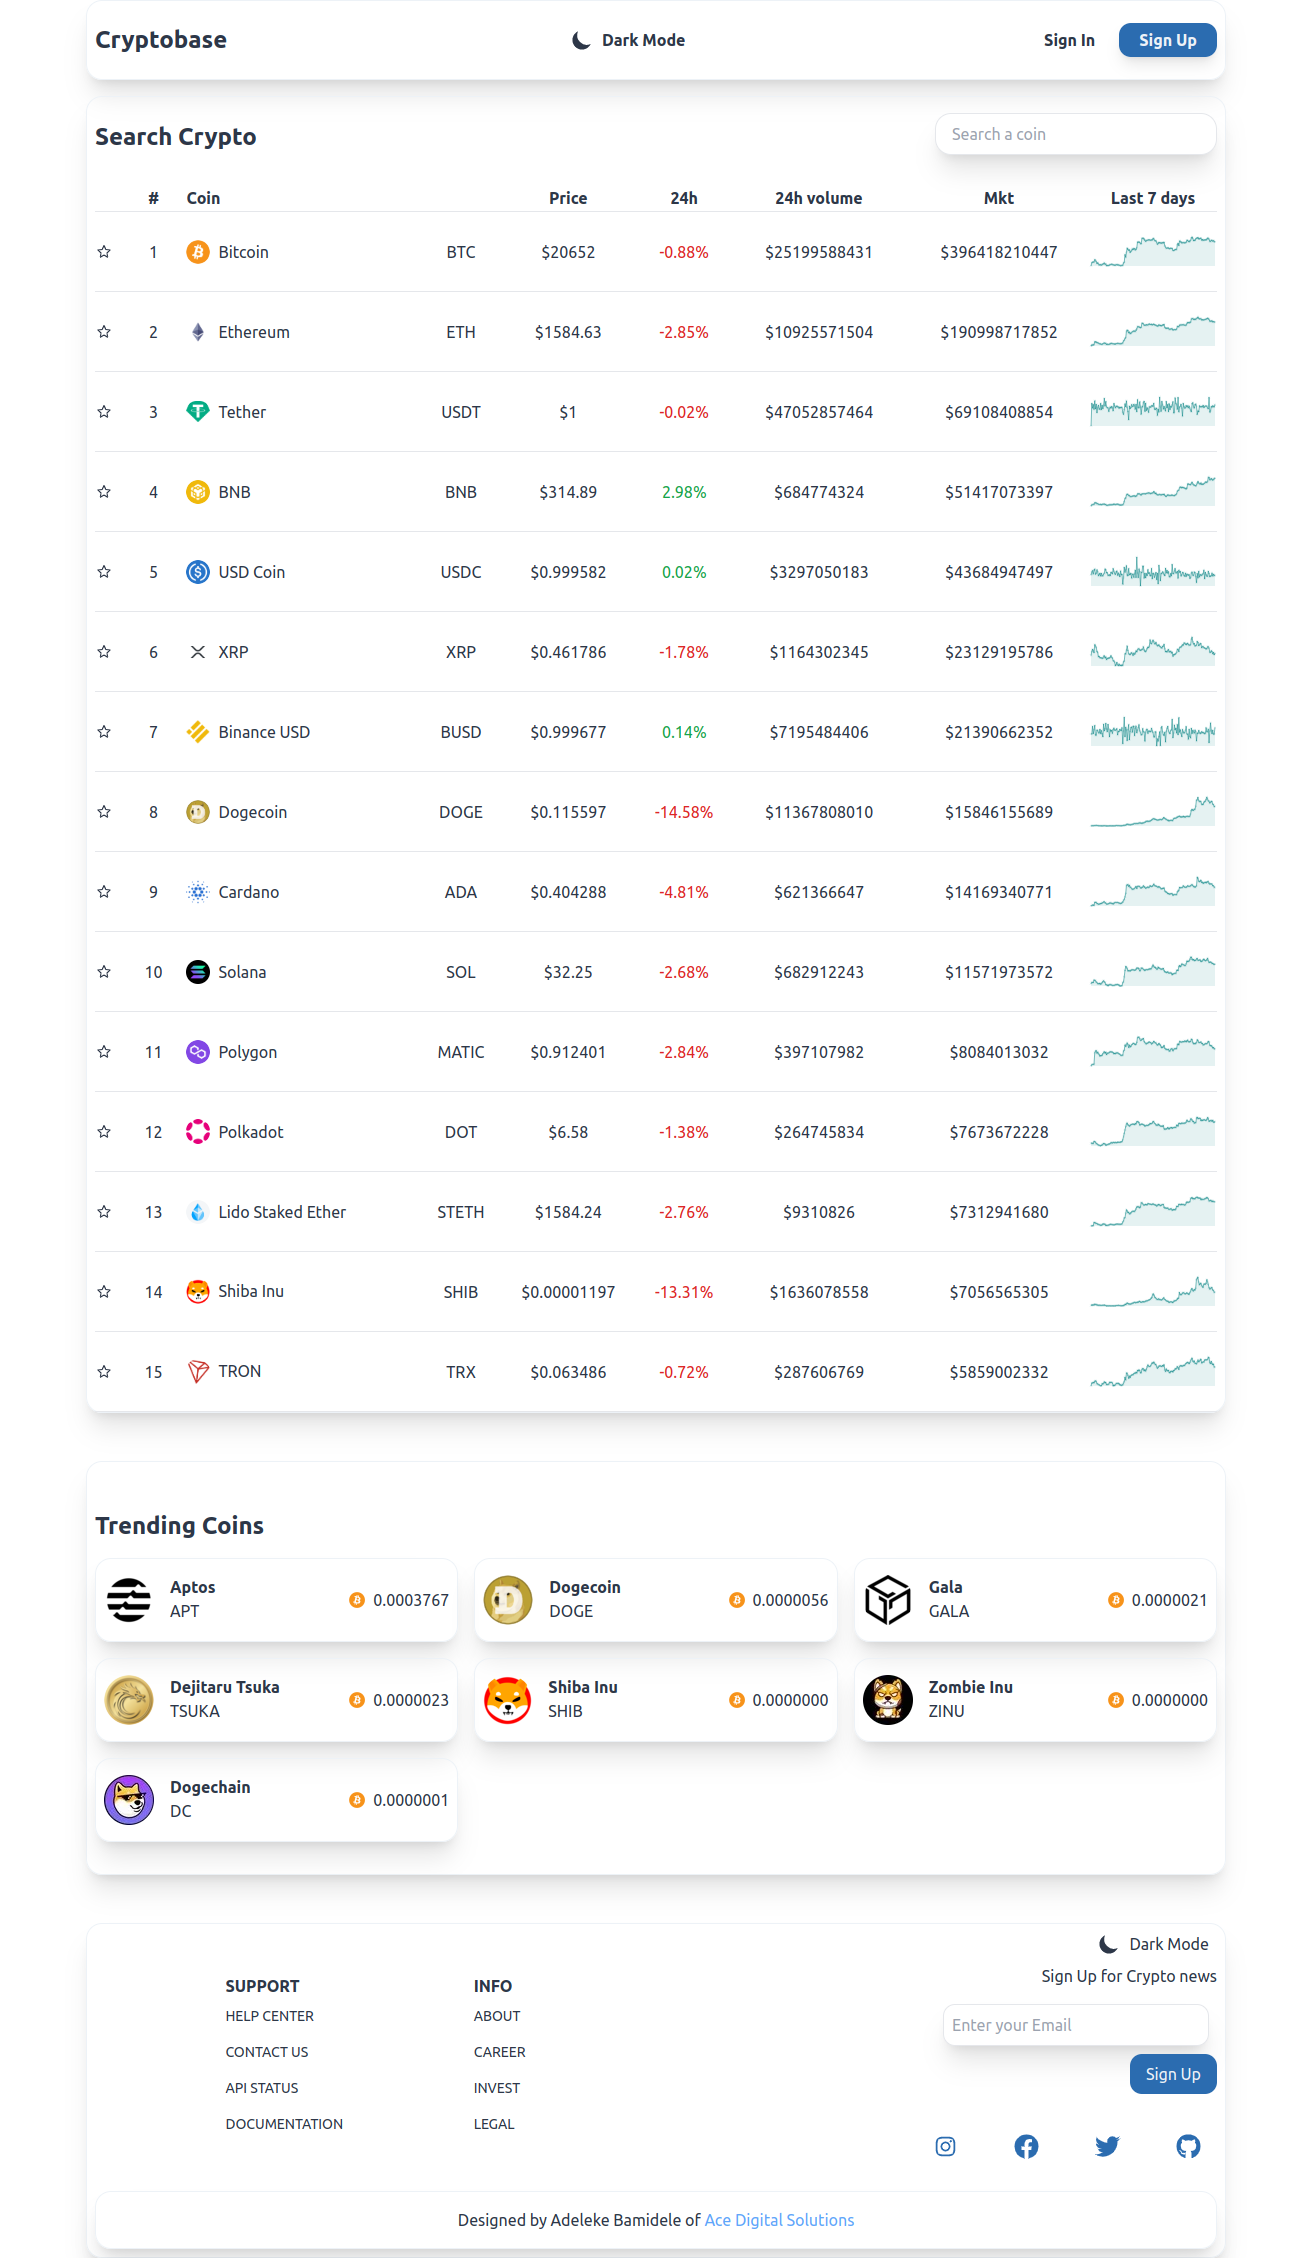 Cryptobase Dark Mode Sign In Sign Up
Search Crypto Search a coin
# Coin Price 24h 24h volume Mkt Last 7 days
1 Bitcoin BTC $20652 -0.88% $25199588431 $396418210447
2 Ethereum ETH $1584.63 -2.85% $10925571504 $190998717852
3 Tether USDT $1 -0.02% $47052857464 $69108408854
4 BNB BNB $314.89 2.98% $684774324 $51417073397
5 USD Coin USDC $0.999582 0.02% $3297050183 $43684947497
6 XRP XRP $0.461786 -1.78% $1164302345 $23129195786
7 Binance USD BUSD $0.999677 0.14% $7195484406 $21390662352
8 Dogecoin DOGE $0.115597 -14.58% $11367808010 $15846155689
9 Cardano ADA $0.404288 -4.81% $621366647 $14169340771
10 Solana SOL $32.25 -2.68% $682912243 $11571973572
11 Polygon MATIC $0.912401 -2.84% $397107982 $8084013032
12 Polkadot DOT $6.58 -1.38% $264745834 $7673672228
13 Lido Staked Ether STETH $1584.24 -2.76% $9310826 $7312941680
14 Shiba Inu SHIB $0.00001197 -13.31% $1636078558 $7056565305
15 TRON TRX $0.063486 -0.72% $287606769 $5859002332
Trending Coins
Aptos
APT
0.0003767
Dogecoin
DOGE
0.0000056
Gala
GALA
0.0000021
Dejitaru Tsuka
TSUKA
0.0000023
Shiba Inu
SHIB
0.0000000
Zombie Inu
ZINU
0.0000000
Dogechain
DC
0.0000001
SUPPORT
HELP CENTER
CONTACT US
API STATUS
DOCUMENTATION
INFO
ABOUT
CAREER
INVEST
LEGAL
Dark Mode
Sign Up for Crypto news
Enter your Email
Sign Up
Designed by Adeleke Bamidele of Ace Digital Solutions